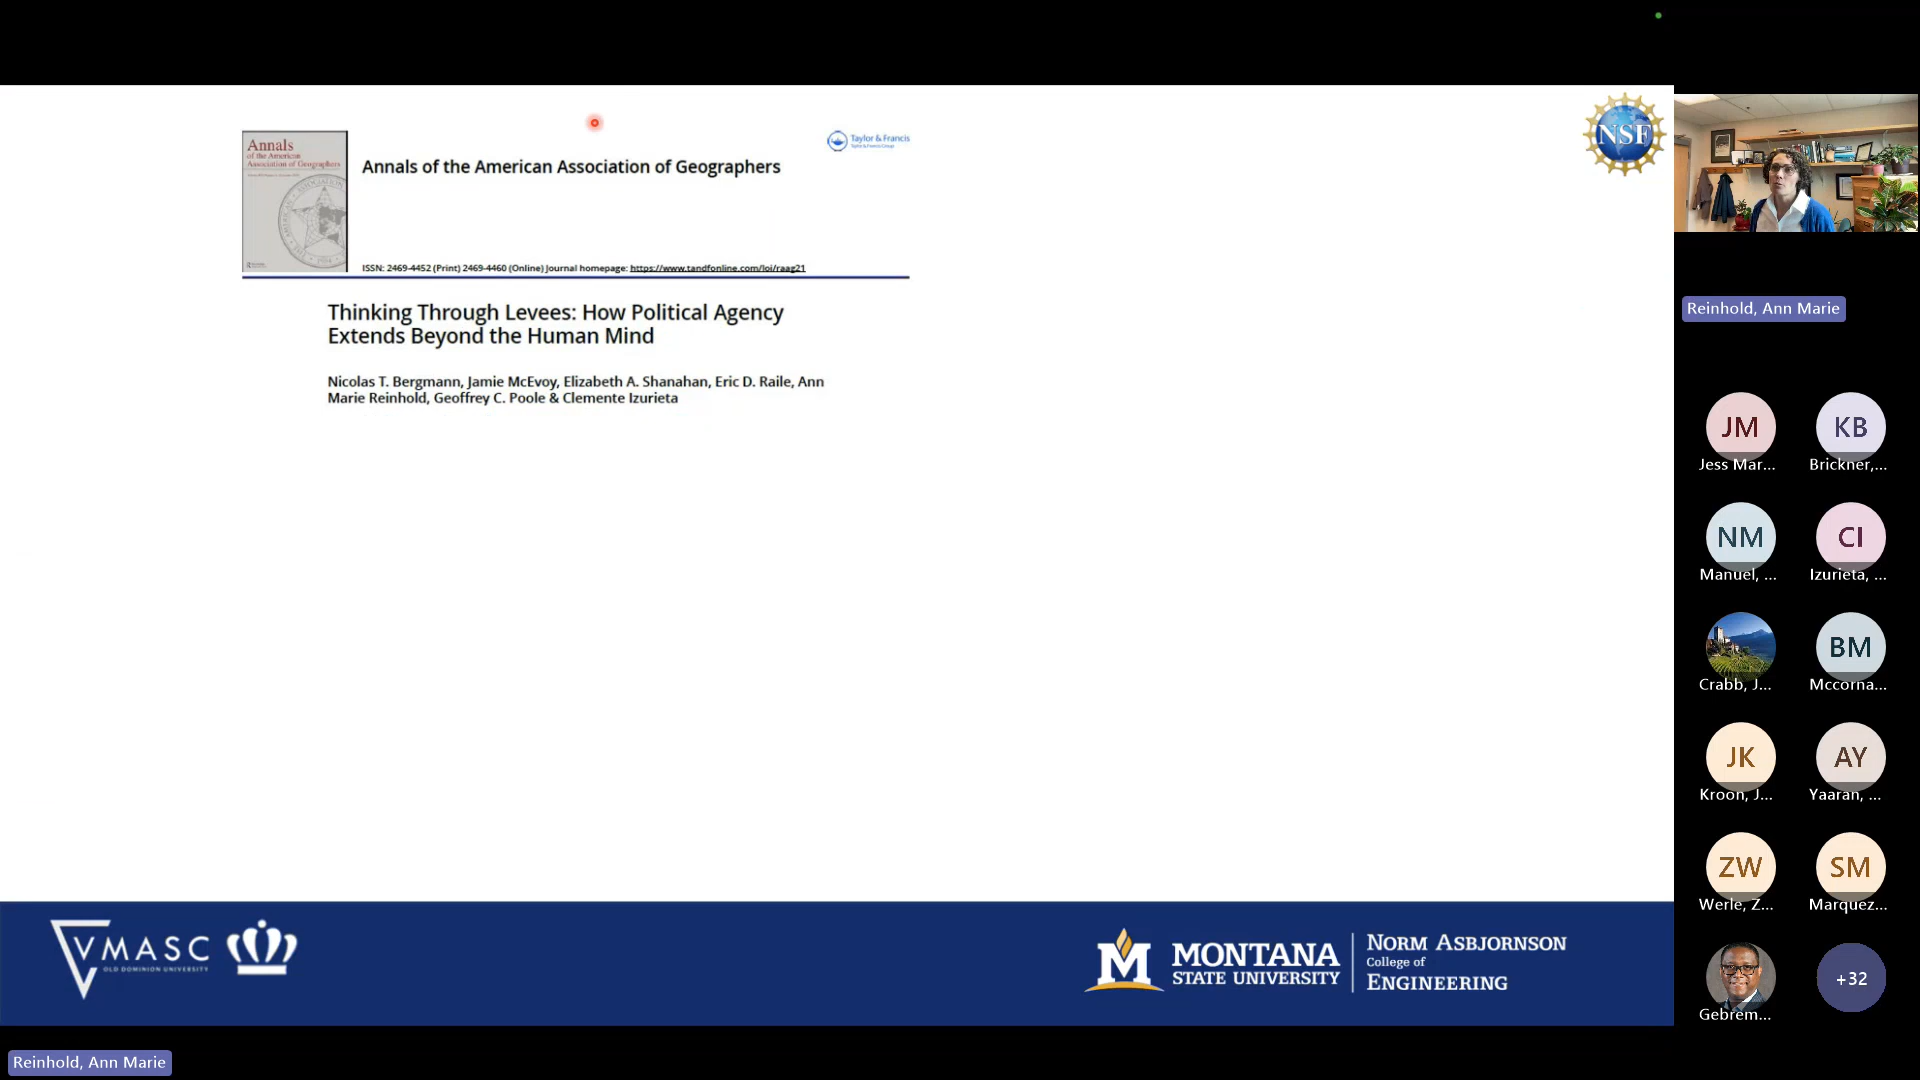 Annals
of the American
Association of Geographers
Taylor & Francis
Taylor & Francis Group
Annals of the American Association of Geographers
ISSN: 2469-4452 (Print) 2469-4460 (Online) Journal homepage: https://www.tandfonline.com/loi/raag21
Thinking Through Levees: How Political Agency
Extends Beyond the Human Mind
Nicolas T. Bergmann, Jamie McEvoy, Elizabeth A. Shanahan, Eric D. Raile, Ann
Marie Reinhold, Geoffrey C. Poole & Clemente Izurieta
NSF
VMASC
OLD DOMINION UNIVERSITY
M
MONTANA
STATE UNIVERSITY
NORM ASBJORNSON
College of
ENGINEERING
Reinhold, Ann Marie
JM
Jess Mar...
KB
Brickner,...
NM
Manuel, ...
CI
Izurieta, ...
Crabb, J...
BM
Mccorna...
JK
Kroon, J...
AY
Yaaran, ...
ZW
Werle, Z...
SM
Marquez...
Gebrem...
+32
Reinhold, Ann Marie